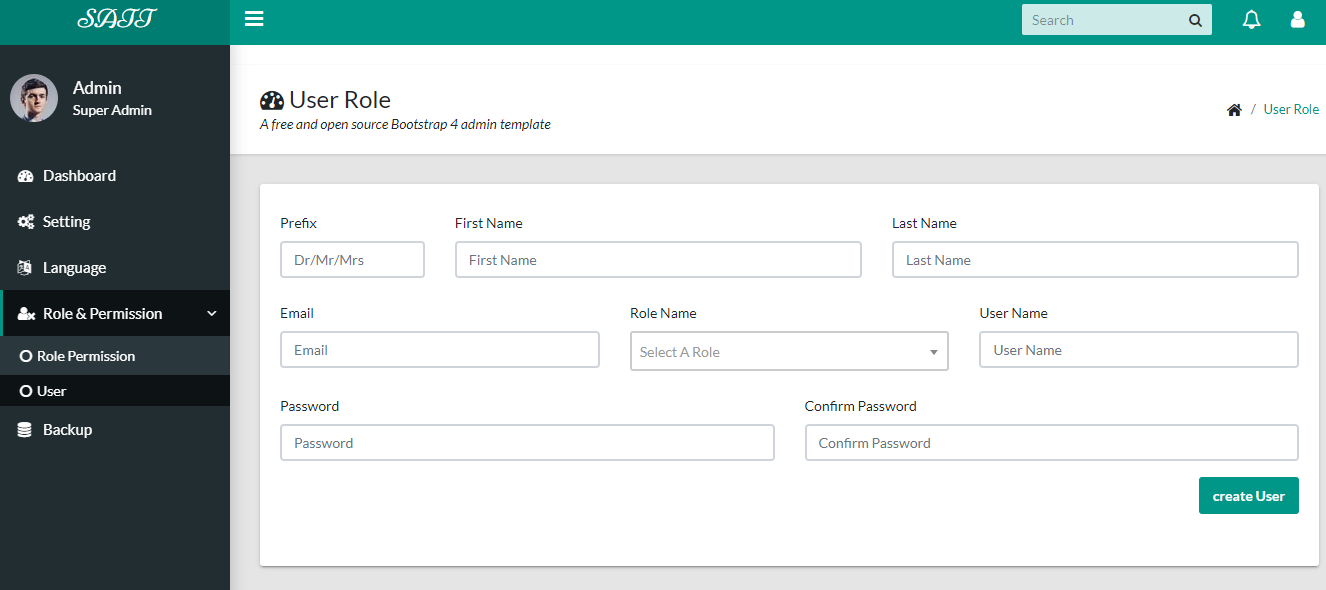 SATT
Search
Admin
Super Admin
User Role
A free and open source Bootstrap 4 admin template
/ User Role
Dashboard
Setting
Language
Role & Permission
Role Permission
User
Backup
Prefix First Name Last Name
Dr/Mr/Mrs First Name Last Name
Email Role Name User Name
Email Select A Role User Name
Password Confirm Password
Password Confirm Password
create User